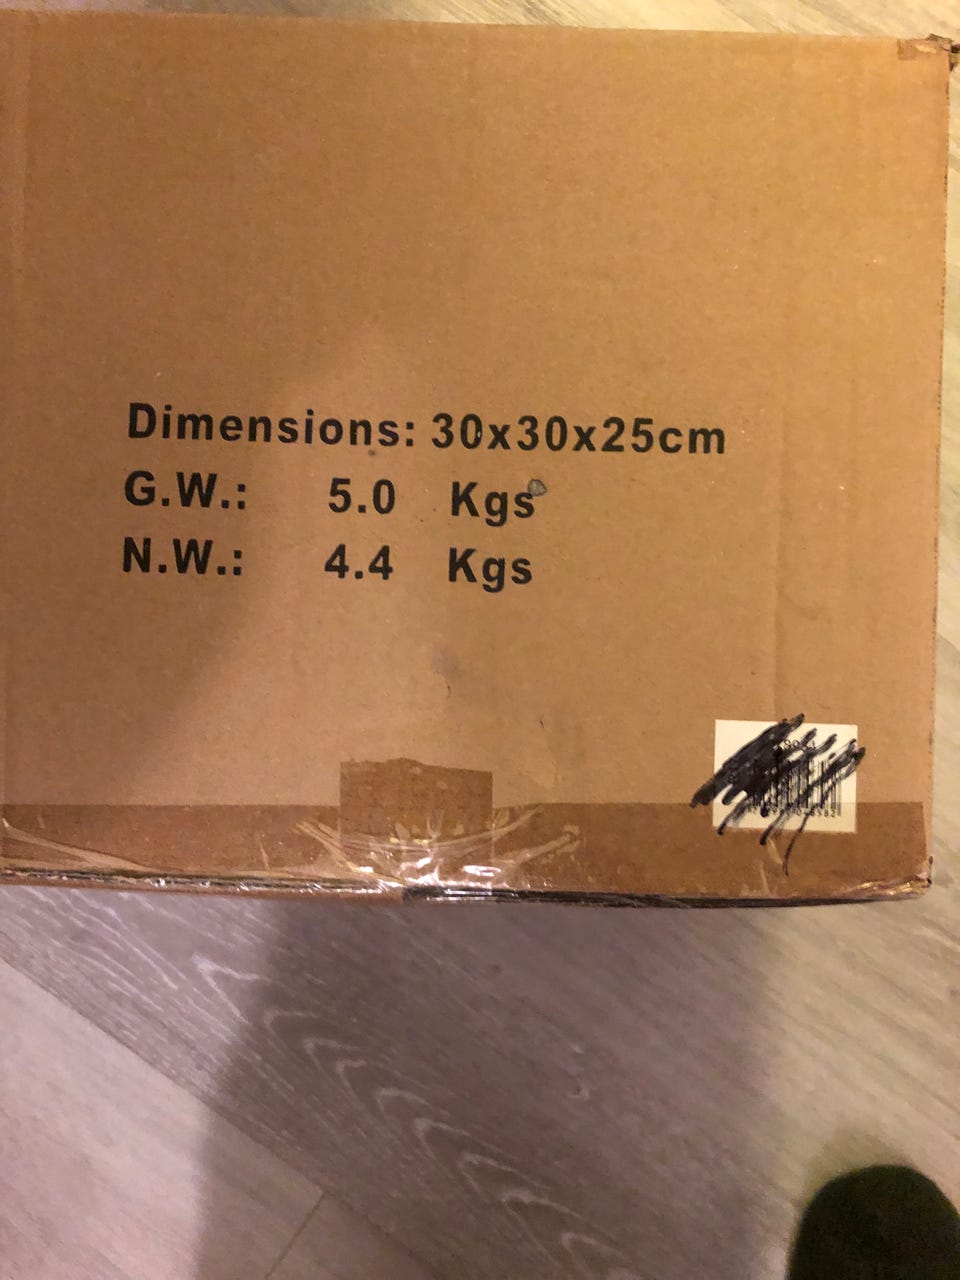 Dimensions: 30x30x25cm
G.W.: 5.0 Kgs
N.W.: 4.4 Kgs